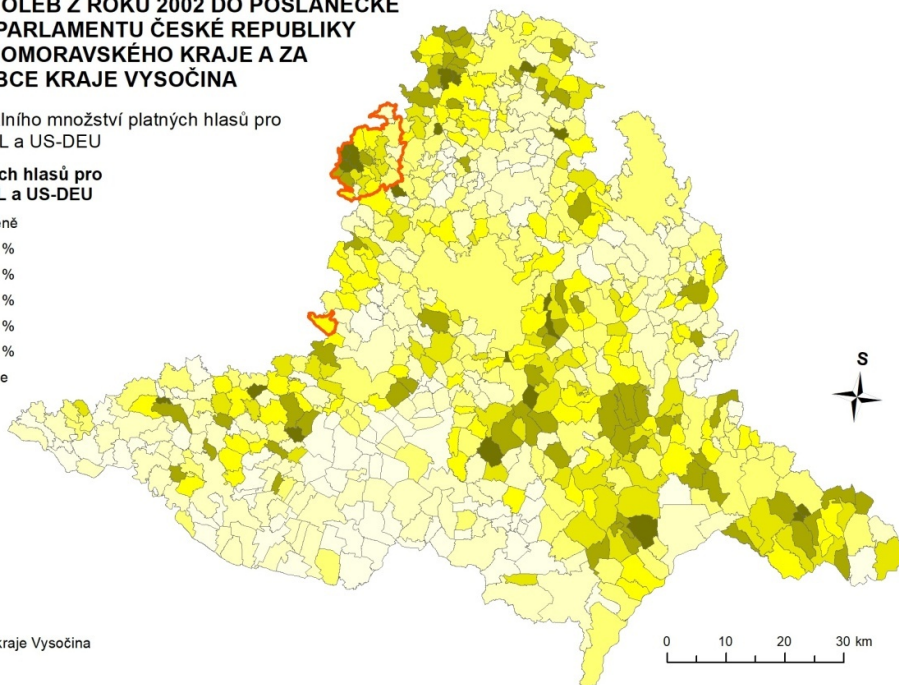 OLEB Z ROKU 2002 DO POSLANECKÉ
PARLAMENTU ČESKÉ REPUBLIKY
OMORAVSKÉHO KRAJE A ZA
BCE KRAJE VYSOČINA
lního množství platných hlasů pro
L a US-DEU
ch hlasů pro
L a US-DEU
ně
%
%
%
%
%
e
S
kraje Vysočina
0 10 20 30 km